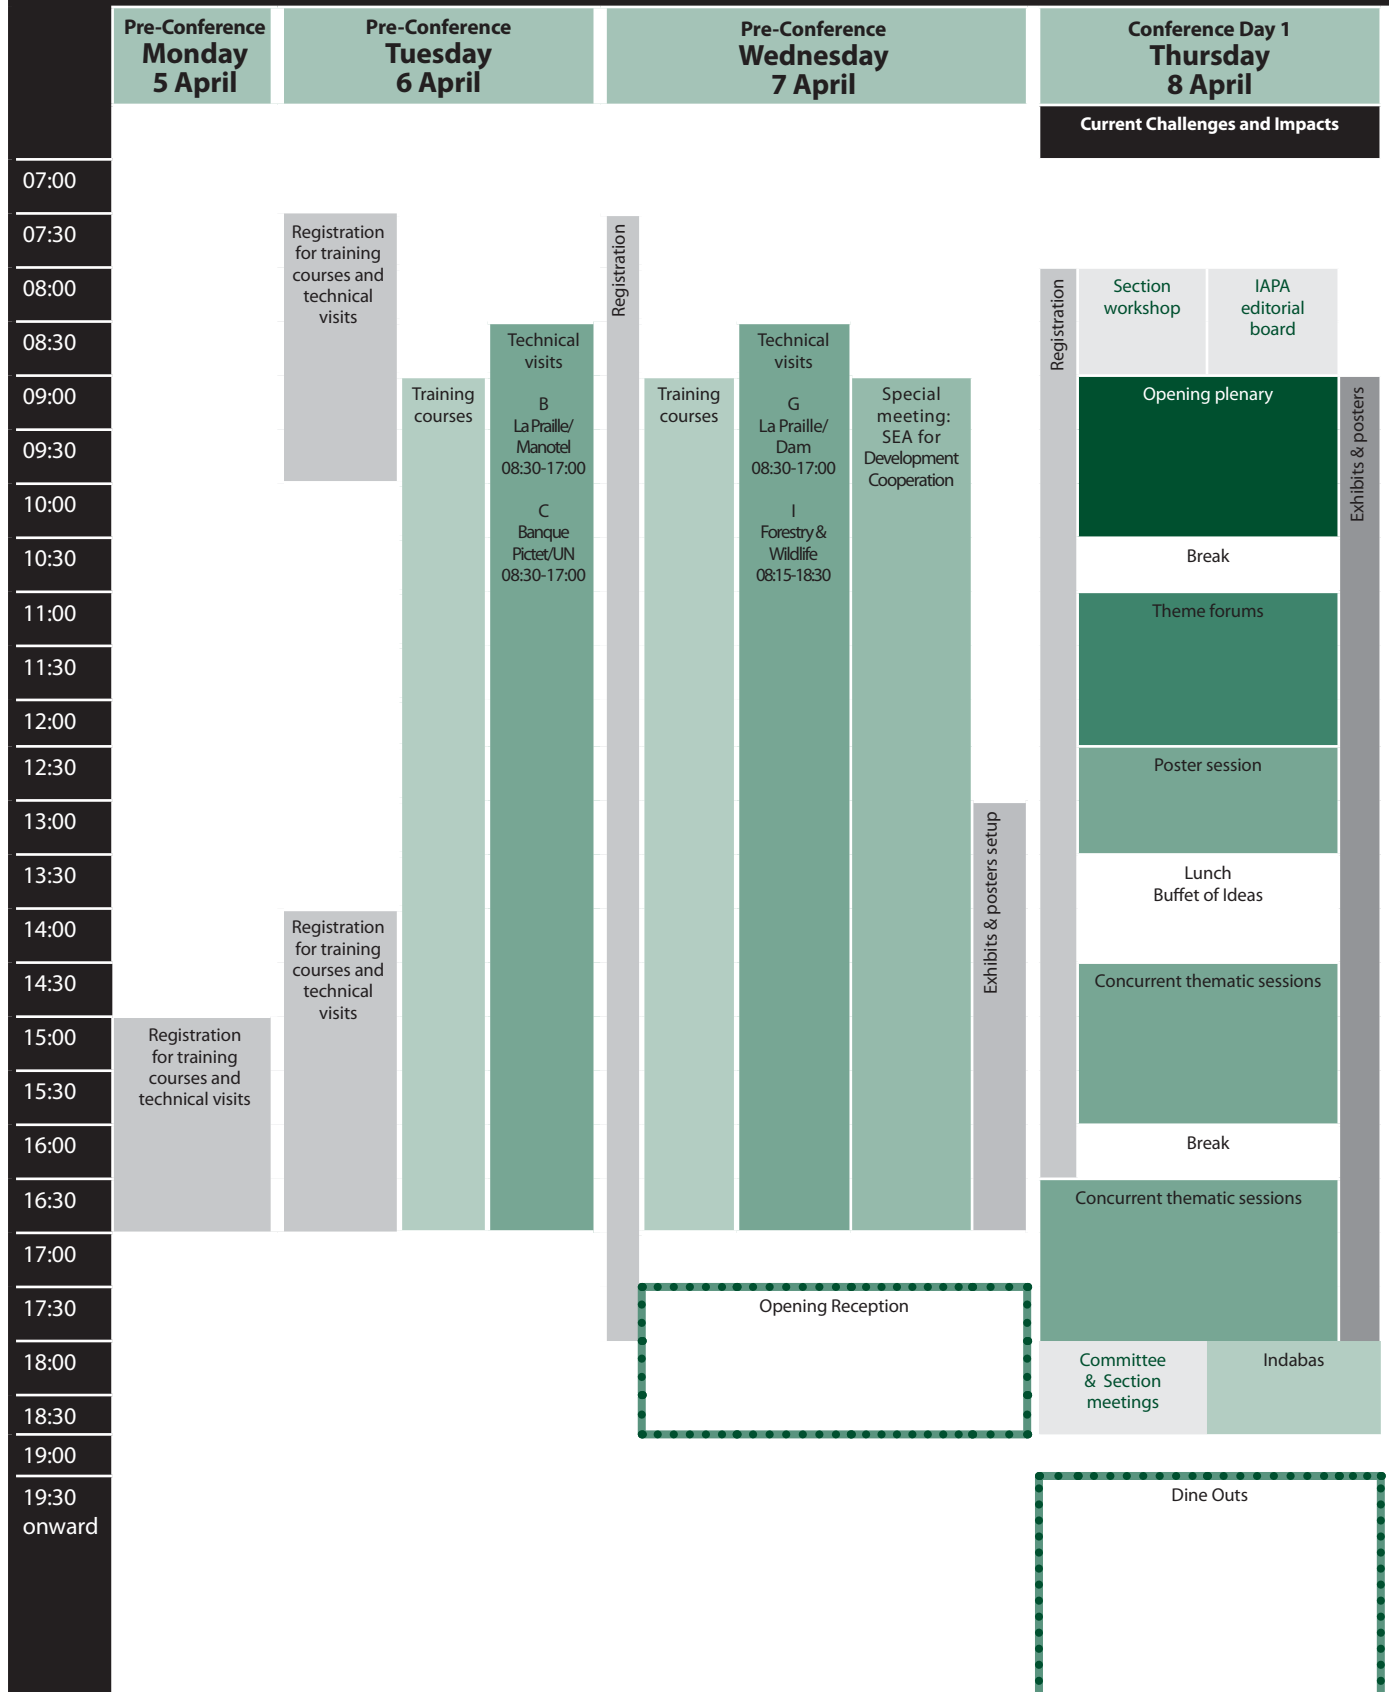 Pre-Conference
Monday
5 April
Pre-Conference
Tuesday
6 April
Pre-Conference
Wednesday
7 April
Conference Day 1
Thursday
8 April
Current Challenges and Impacts
07:00
07:30
08:00
08:30
09:00
09:30
10:00
10:30
11:00
11:30
12:00
12:30
13:00
13:30
14:00
14:30
15:00
15:30
16:00
16:30
17:00
17:30
18:00
18:30
19:00
19:30
onward
Registration
for training
courses and
technical visits
Registration
for training
courses and
technical
visits
Registration
for training
courses and
technical
visits
Training
courses
Technical
visits
B
La Praille/
Manotel
08:30-17:00
C
Banque
Pictet/UN
08:30-17:00
Registration
Training
courses
Technical
visits
G
La Praille/
Dam
08:30-17:00
I
Forestry &
Wildlife
08:15-18:30
Special
meeting:
SEA for
Development
Cooperation
Exhibits & posters setup
Opening Reception
Registration
Section
workshop
IAPA
editorial
board
Opening plenary
Break
Theme forums
Poster session
Lunch
Buffet of Ideas
Concurrent thematic sessions
Break
Concurrent thematic sessions
Exhibits & posters
Committee
& Section
meetings
Indabas
Dine Outs